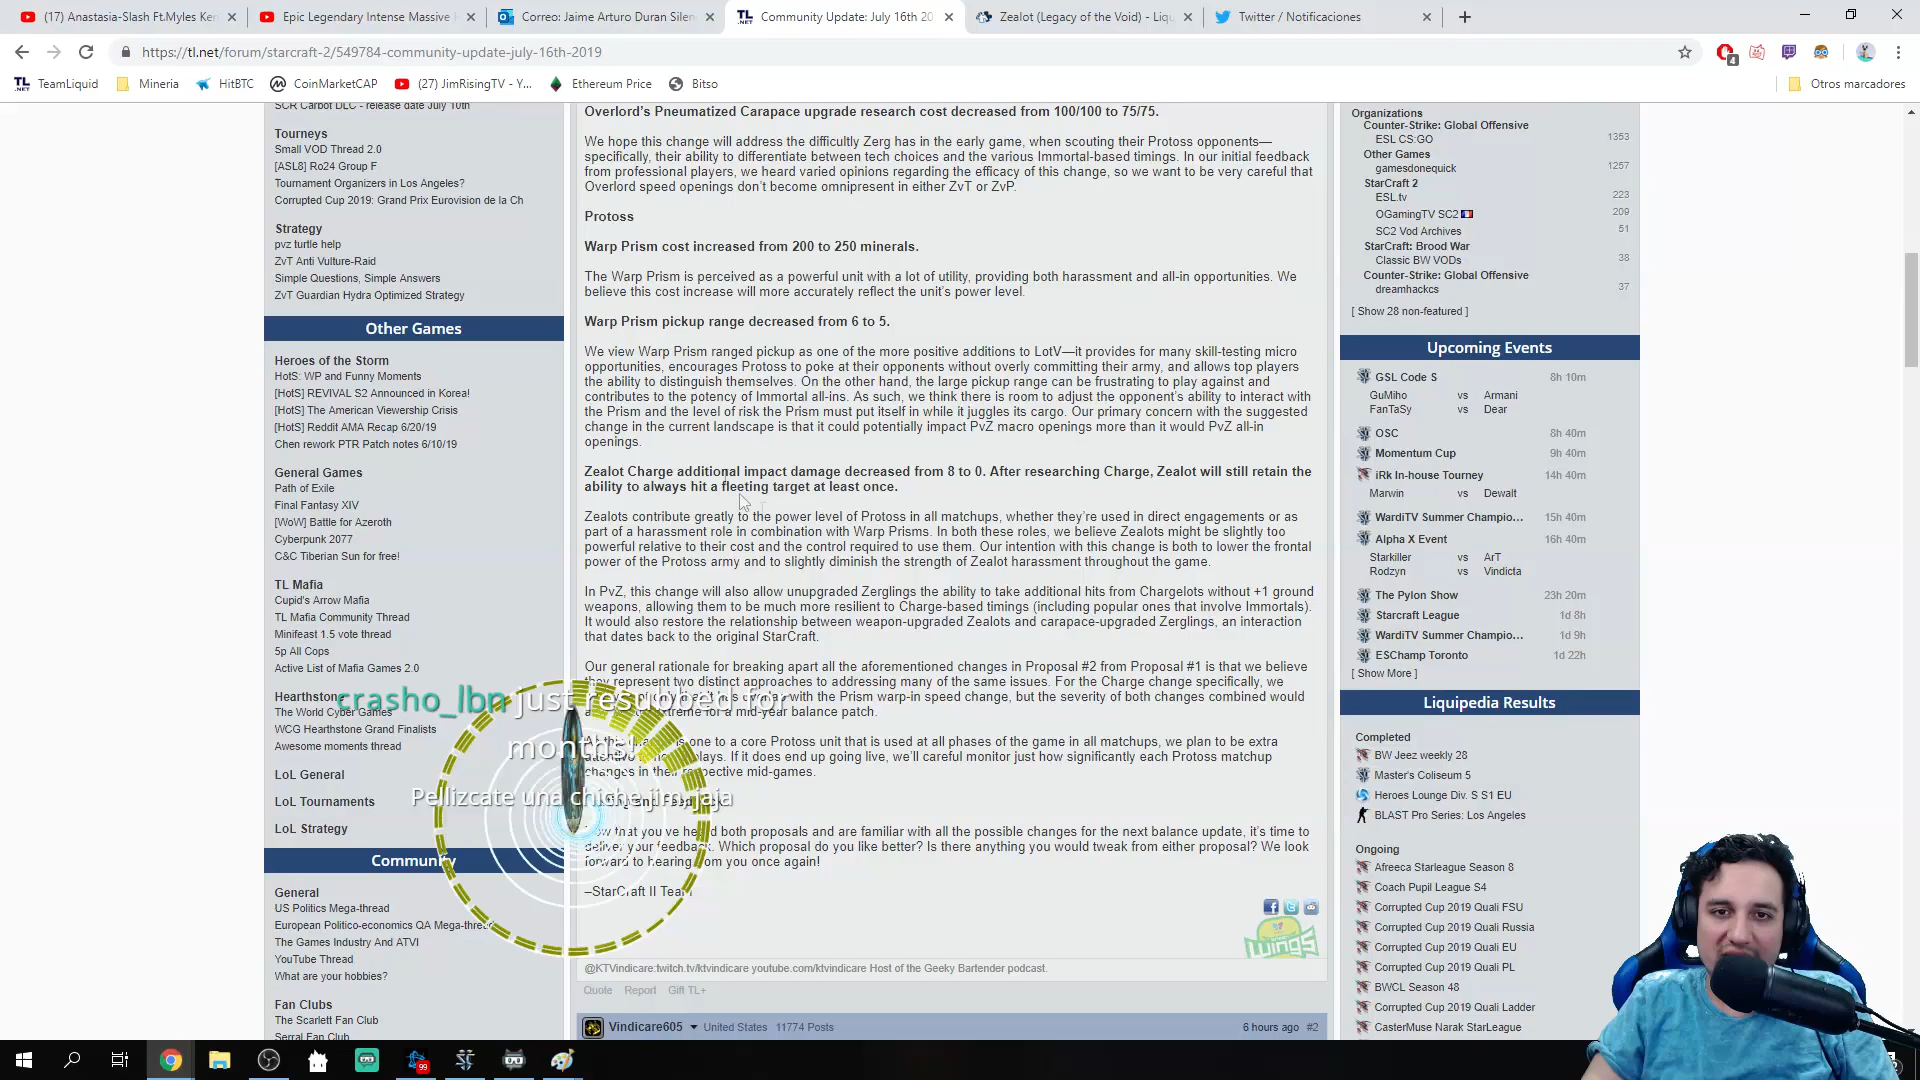 (17) Anastasia-Slash Ft.Myles Ken
Epic Legendary Intense Massive H
Correo: Jaime Arturo Duran Silen
Community Update: July 16th 20
Zealot (Legacy of the Void) - Liqu
Twitter / Notificaciones
https://tl.net/forum/starcraft-2/549784-community-update-july-16th-2019
4
TeamLiquid
Mineria
HitBTC
CoinMarketCAP
(27) JimRisingTV - Y...
Ethereum Price
Bitso
Otros marcadores
SCR Carbot DLC - release date July 10th
Tourneys
Small VOD Thread 2.0
[ASL8] Ro24 Group F
Tournament Organizers in Los Angeles?
Corrupted Cup 2019: Grand Prix Eurovision de la Ch
Strategy
pvz turtle help
ZvT Anti Vulture-Raid
Simple Questions, Simple Answers
ZvT Guardian Hydra Optimized Strategy
Other Games
Heroes of the Storm
HotS: WP and Funny Moments
[HotS] REVIVAL S2 Announced in Korea!
[HotS] The American Viewership Crisis
[HotS] Reddit AMA Recap 6/20/19
Chen rework PTR Patch notes 6/10/19
General Games
Path of Exile
Final Fantasy XIV
[WoW] Battle for Azeroth
Cyberpunk 2077
C&C Tiberian Sun for free!
TL Mafia
Cupid's Arrow Mafia
TL Mafia Community Thread
Minifeast 1.5 vote thread
5p All Cops
Active List of Mafia Games 2.0
Hearthstone
The World Cyber Games
WCG Hearthstone Grand Finalists
Awesome moments thread
LoL General
LoL Tournaments
LoL Strategy
Community
General
US Politics Mega-thread
European Politico-economics QA Mega-thread
The Games Industry And ATVI
YouTube Thread
What are your hobbies?
Fan Clubs
The Scarlett Fan Club
Serral Fan Club
Overlord's Pneumatized Carapace upgrade research cost decreased from 100/100 to 75/75.
We hope this change will address the difficultly Zerg has in the early game, when scouting their Protoss opponents—
specifically, their ability to differentiate between tech choices and the various Immortal-based timings. In our initial feedback
from professional players, we heard varied opinions regarding the efficacy of this change, so we want to be very careful that
Overlord speed openings don't become omnipresent in either ZvT or ZvP.
Protoss
Warp Prism cost increased from 200 to 250 minerals.
The Warp Prism is perceived as a powerful unit with a lot of utility, providing both harassment and all-in opportunities. We
believe this cost increase will more accurately reflect the unit's power level.
Warp Prism pickup range decreased from 6 to 5.
We view Warp Prism ranged pickup as one of the more positive additions to LotV—it provides for many skill-testing micro
opportunities, encourages Protoss to poke at their opponents without overly committing their army, and allows top players
the ability to distinguish themselves. On the other hand, the large pickup range can be frustrating to play against and
contributes to the potency of Immortal all-ins. As such, we think there is room to adjust the opponent's ability to interact with
the Prism and the level of risk the Prism must put itself in while it juggles its cargo. Our primary concern with the suggested
change in the current landscape is that it could potentially impact PvZ macro openings more than it would PvZ all-in
openings.
Zealot Charge additional impact damage decreased from 8 to 0. After researching Charge, Zealot will still retain the
ability to always hit a fleeting target at least once.
Zealots contribute greatly to the power level of Protoss in all matchups, whether they're used in direct engagements or as
part of a harassment role in combination with Warp Prisms. In both these roles, we believe Zealots might be slightly too
powerful relative to their cost and the control required to use them. Our intention with this change is both to lower the frontal
power of the Protoss army and to slightly diminish the strength of Zealot harassment throughout the game.
In PvZ, this change will also allow unupgraded Zerglings the ability to take additional hits from Chargelots without +1 ground
weapons, allowing them to be much more resilient to Charge-based timings (including popular ones that involve Immortals).
It would also restore the relationship between weapon-upgraded Zealots and carapace-upgraded Zerglings, an interaction
that dates back to the original StarCraft.
Our general rationale for breaking apart all the aforementioned changes in Proposal #2 from Proposal #1 is that we believe
they represent two distinct approaches to addressing many of the same issues. For the Charge change specifically, we
with the Prism warp-in speed change, but the severity of both changes combined would
for a mid-year balance patch.
one to a core Protoss unit that is used at all phases of the game in all matchups, we plan to be extra
plays. If it does end up going live, we'll careful monitor just how significantly each Protoss matchup
changes in their respective mid-games.
Now that you've heard both proposals and are familiar with all the possible changes for the next balance update, it's time to
deliver your feedback. Which proposal do you like better? Is there anything you would tweak from either proposal? We look
forward to hearing from you once again!
–StarCraft II Team
crasho_lbn just resubbed for
months!
Pellizcate una chiche jim, jaja
WINGS
@KTVindicare:twitch.tv/ktvindicare youtube.com/ktvindicare Host of the Geeky Bartender podcast.
Quote Report Gift TL+
Vindicare605 United States 11774 Posts
6 hours ago #2
Organizations
Counter-Strike: Global Offensive
ESL CS:GO 1353
Other Games
gamesdonequick 1257
StarCraft 2
ESL.tv 223
OGamingTV SC2 209
SC2 Vod Archives 51
StarCraft: Brood War
Classic BW VODs 38
Counter-Strike: Global Offensive
dreamhackcs 37
[ Show 28 non-featured ]
Upcoming Events
GSL Code S 8h 10m
GuMiho vs Armani
FanTaSy vs Dear
OSC 8h 40m
Momentum Cup 9h 40m
iRk In-house Tourney 14h 40m
Marwin vs Dewalt
WardiTV Summer Champio... 15h 40m
Alpha X Event 16h 40m
Starkiller vs ArT
Rodzyn vs Vindicta
The Pylon Show 23h 20m
Starcraft League 1d 8h
WardiTV Summer Champio... 1d 9h
ESChamp Toronto 1d 22h
[ Show More ]
Liquipedia Results
Completed
BW Jeez weekly 28
Master's Coliseum 5
Heroes Lounge Div. S S1 EU
BLAST Pro Series: Los Angeles
Ongoing
Afreeca Starleague Season 8
Coach Pupil League S4
Corrupted Cup 2019 Quali FSU
Corrupted Cup 2019 Quali Russia
Corrupted Cup 2019 Quali EU
Corrupted Cup 2019 Quali PL
BWCL Season 48
Corrupted Cup 2019 Quali Ladder
CasterMuse Narak StarLeague
99